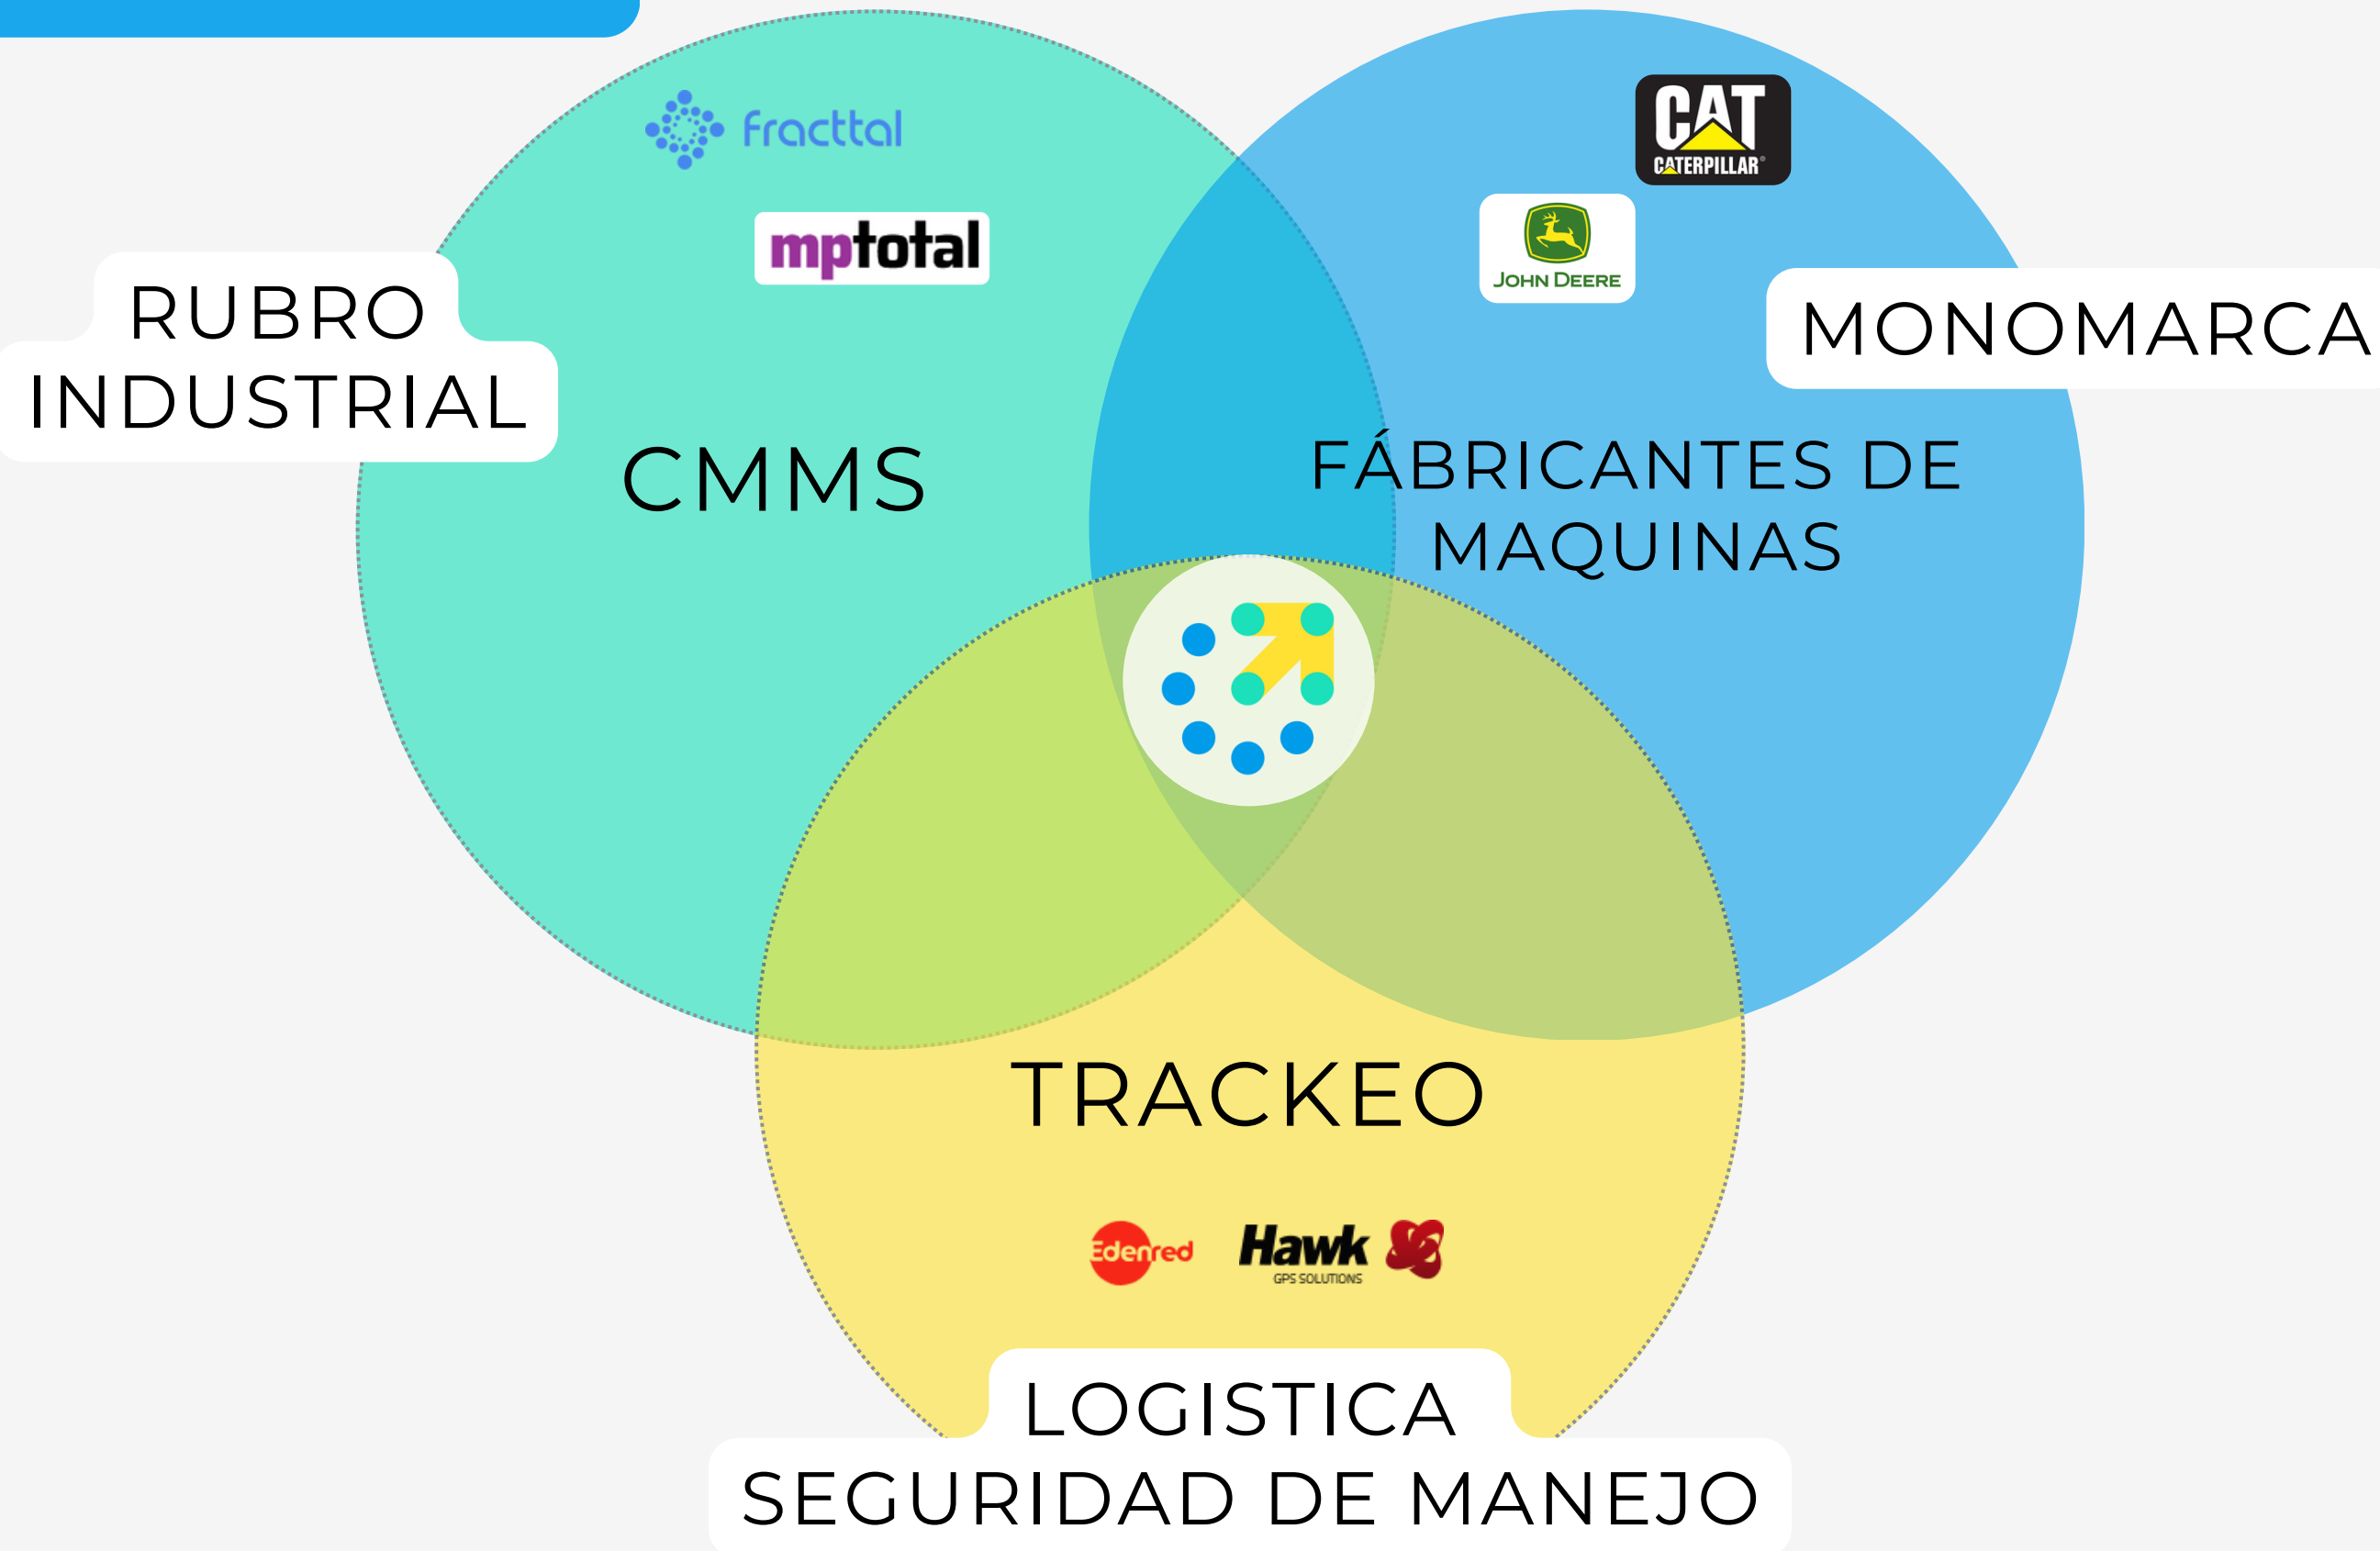 fracttal
CAT
CATERPILLAR®
mptotal
JOHN DEERE
RUBRO
INDUSTRIAL
MONOMARCA
CMMS
FÁBRICANTES DE
MAQUINAS
TRACKEO
Edenred
Hawk
GPS SOLUTIONS
LOGISTICA
SEGURIDAD DE MANEJO